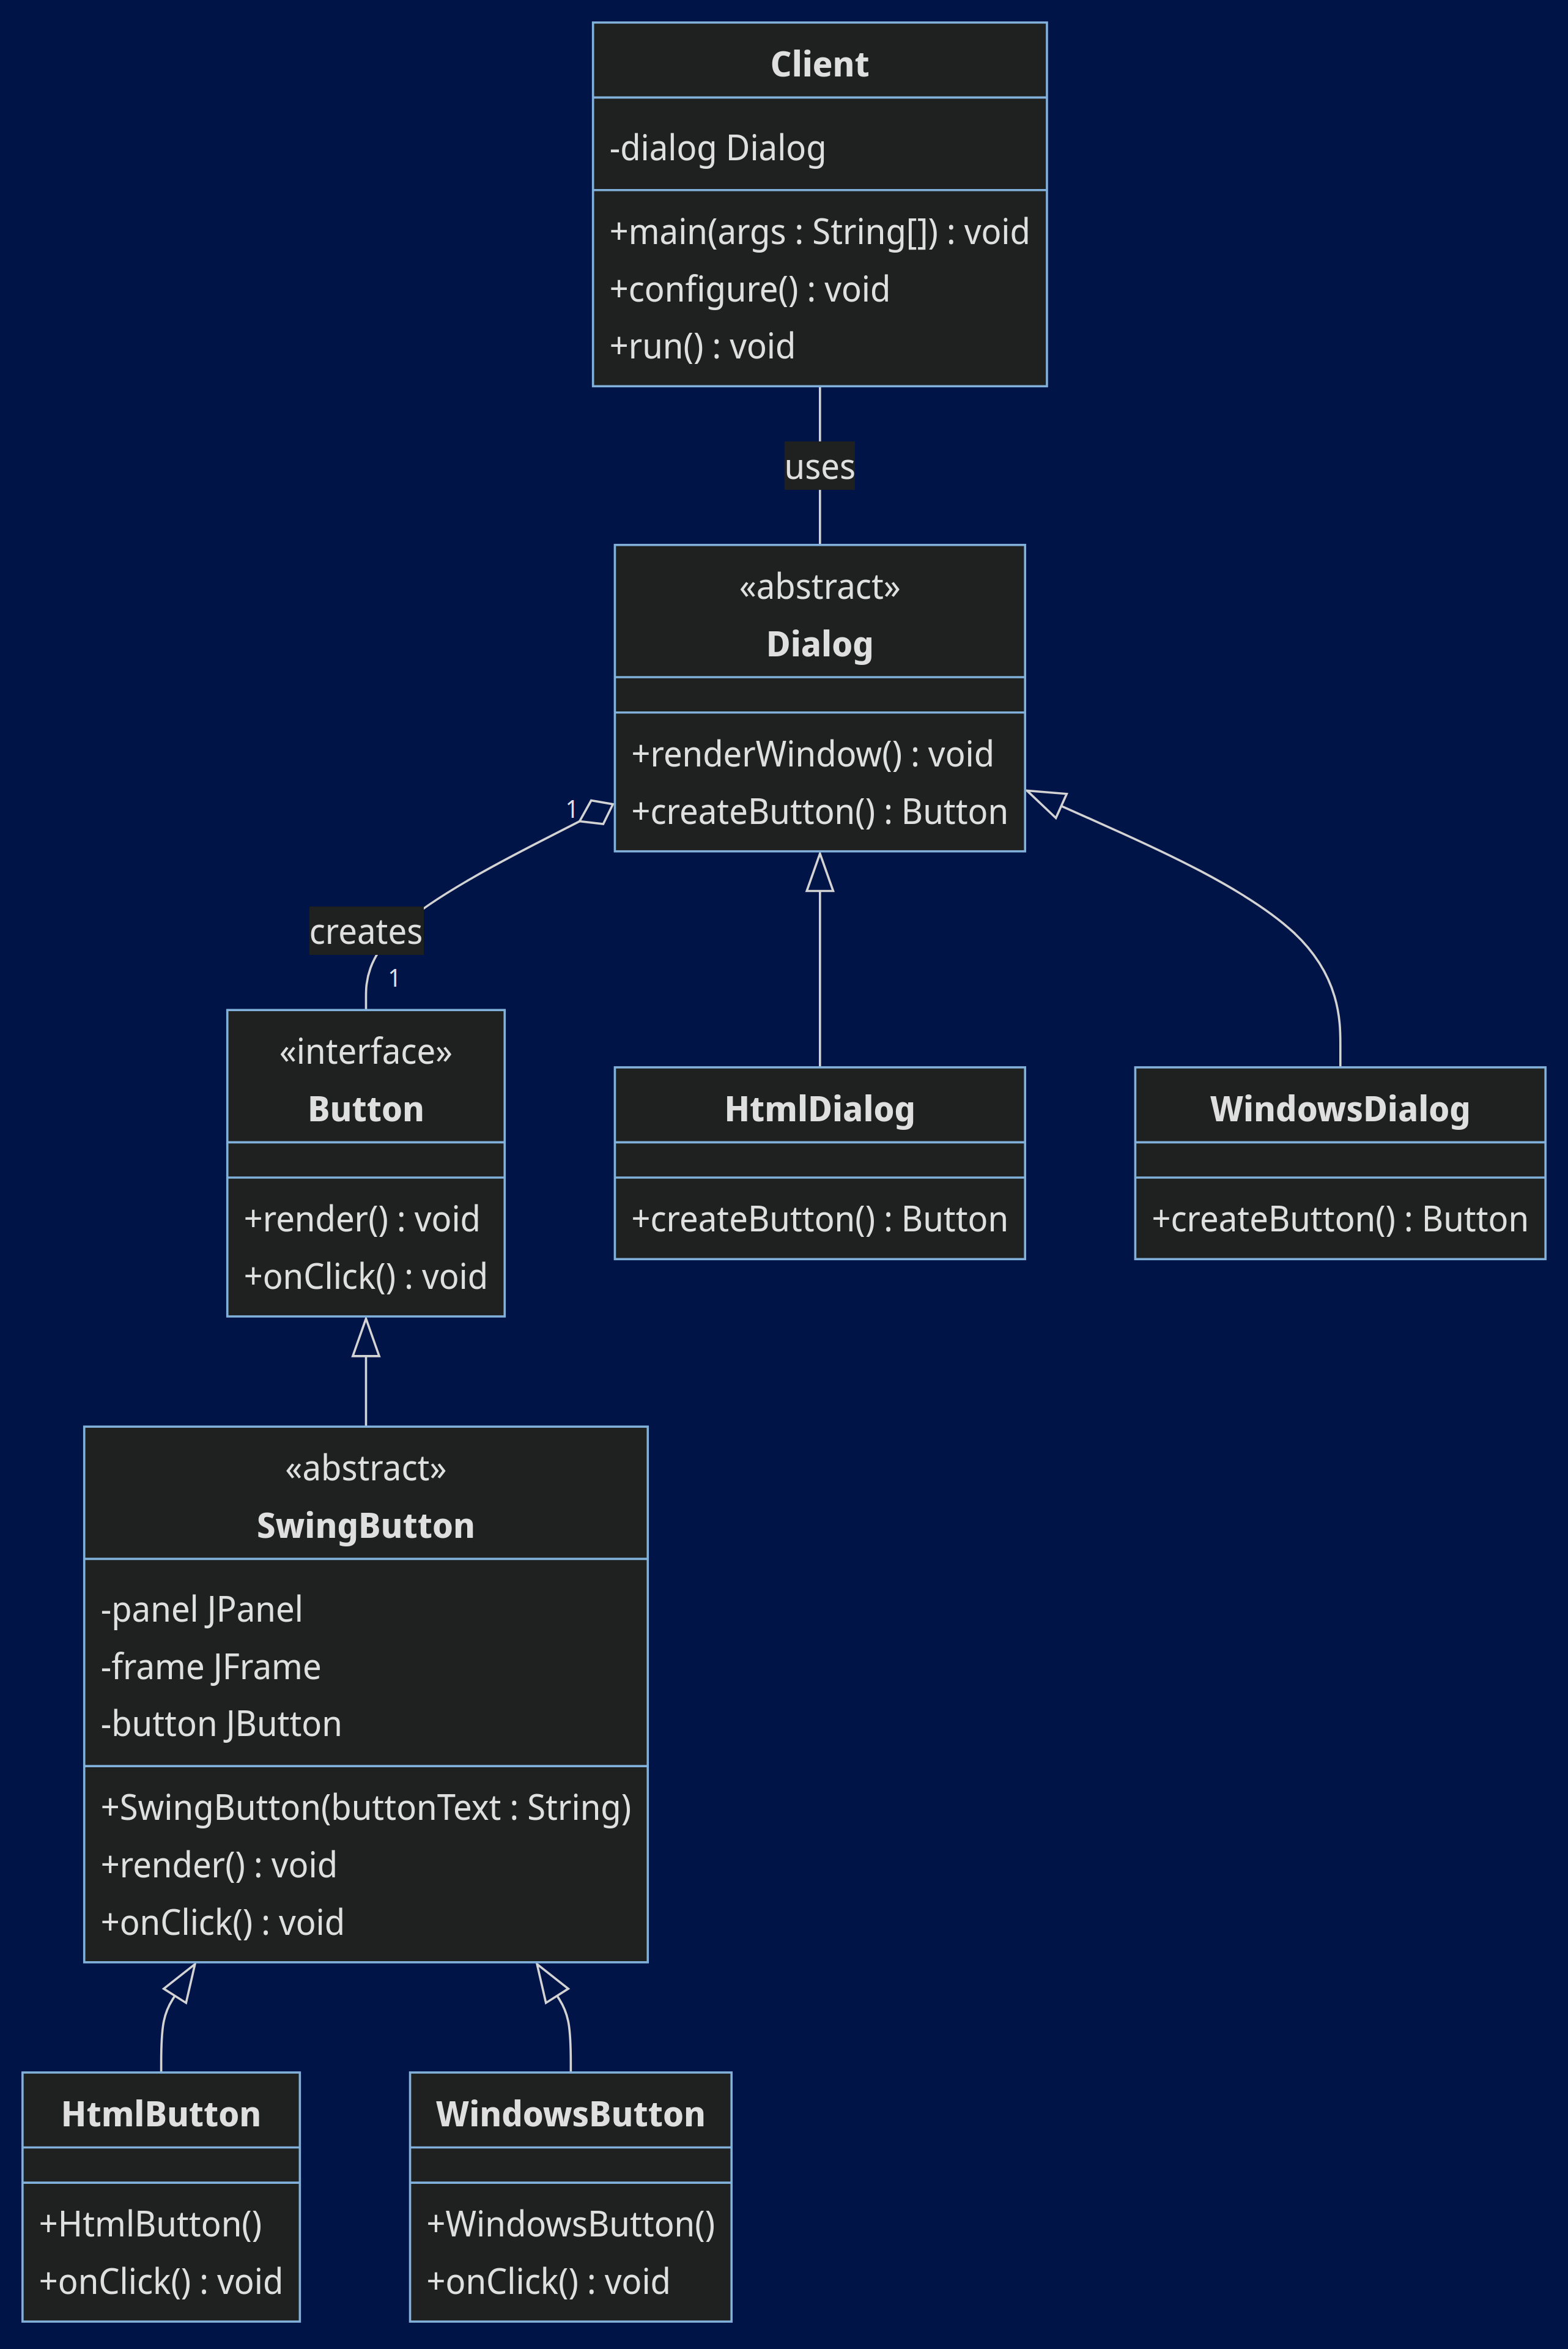 Client
-dialog Dialog
+main(args : String[]) : void
+configure() : void
+run() : void
uses
«abstract»
Dialog
+renderWindow() : void
+createButton() : Button
1
creates
1
«interface»
Button
+render() : void
+onClick() : void
HtmlDialog
+createButton() : Button
WindowsDialog
+createButton() : Button
«abstract»
SwingButton
-panel JPanel
-frame JFrame
-button JButton
+SwingButton(buttonText : String)
+render() : void
+onClick() : void
HtmlButton
+HtmlButton()
+onClick() : void
WindowsButton
+WindowsButton()
+onClick() : void